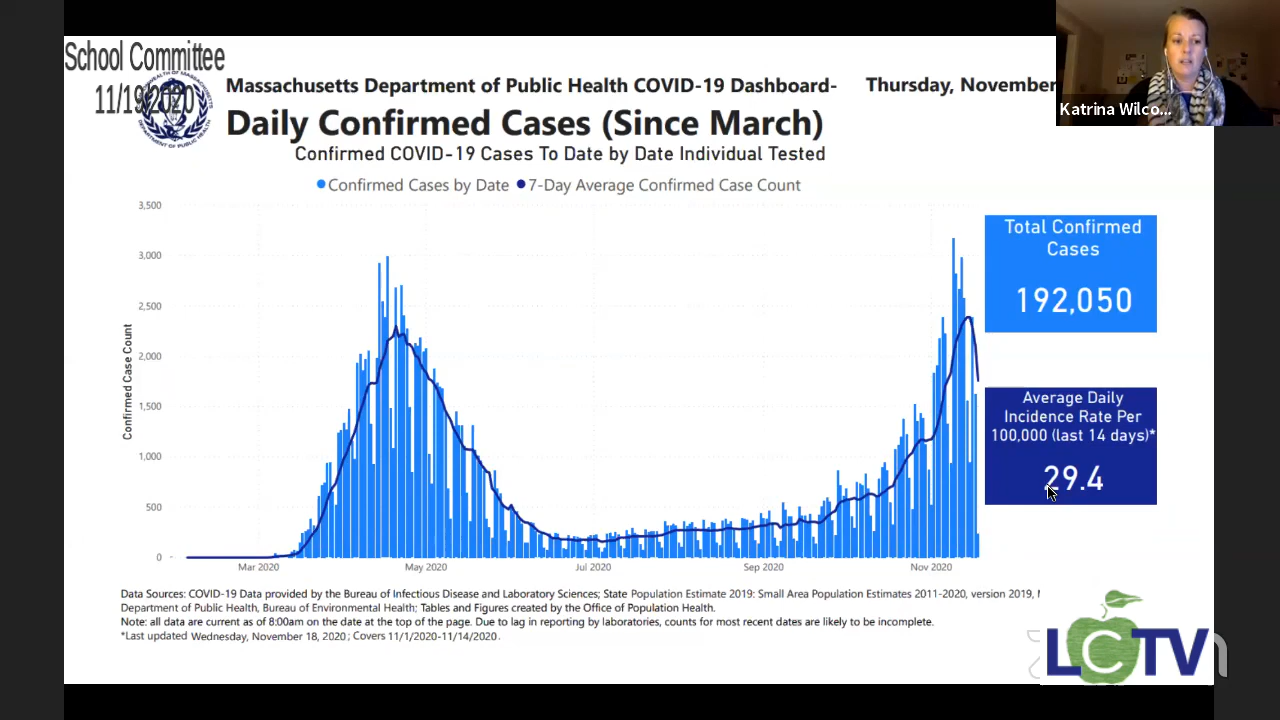 School Committee
11/19/2020
Massachusetts Department of Public Health COVID-19 Dashboard- Thursday, November
Katrina Wilco...
Daily Confirmed Cases (Since March)
Confirmed COVID-19 Cases To Date by Date Individual Tested
Confirmed Cases by Date 7-Day Average Confirmed Case Count
3,500
3,000
2,500
2,000
1,500
1,000
500
0
Confirmed Case Count
Mar 2020 May 2020 Jul 2020 Sep 2020 Nov 2020
Total Confirmed
Cases
192,050
Average Daily
Incidence Rate Per
100,000 (last 14 days)*
29.4
Data Sources: COVID-19 Data provided by the Bureau of Infectious Disease and Laboratory Sciences; State Population Estimate 2019: Small Area Population Estimates 2011-2020, version 2019,
Department of Public Health, Bureau of Environmental Health; Tables and Figures created by the Office of Population Health.
Note: all data are current as of 8:00am on the date at the top of the page. Due to lag in reporting by laboratories, counts for most recent dates are likely to be incomplete.
*Last updated Wednesday, November 18, 2020; Covers 11/1/2020-11/14/2020.
LCTV